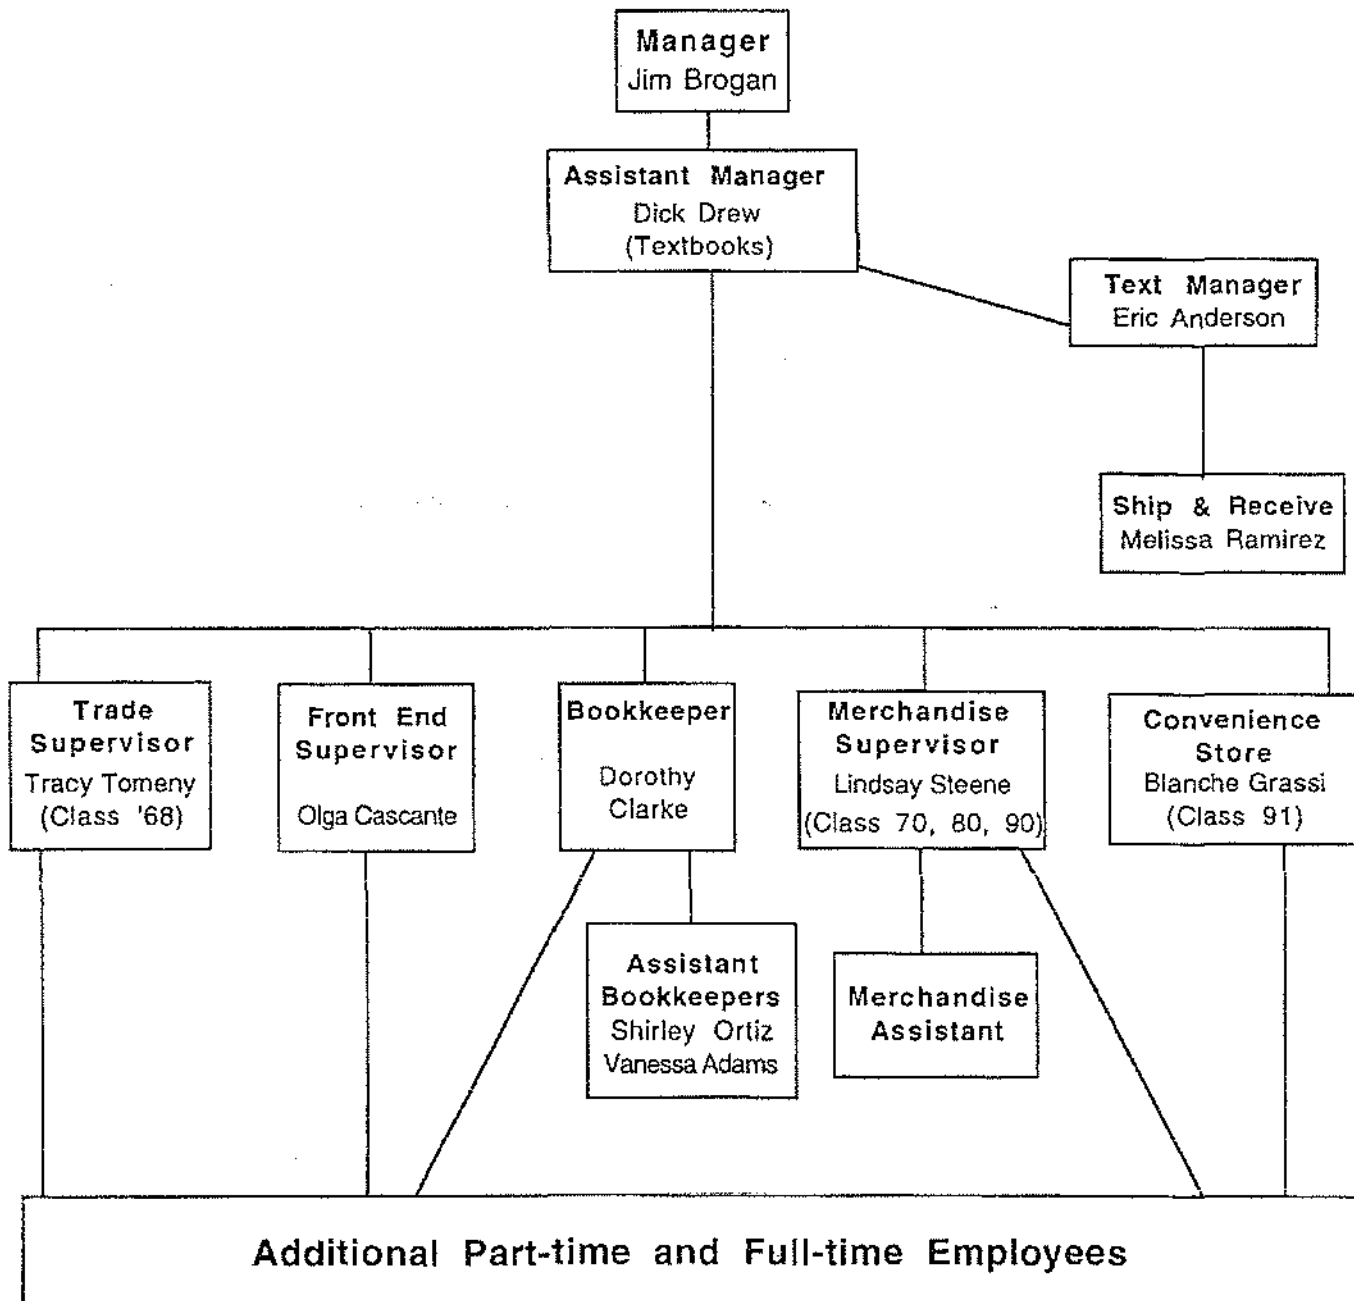 Manager
Jim Brogan
Assistant Manager
Dick Drew
(Textbooks)
Text Manager
Eric Anderson
Ship & Receive
Melissa Ramirez
Trade
Supervisor
Tracy Tomeny
(Class '68)
Front End
Supervisor
Olga Cascante
Bookkeeper
Dorothy
Clarke
Merchandise
Supervisor
Lindsay Steene
(Class 70, 80, 90)
Convenience
Store
Blanche Grassi
(Class 91)
Assistant
Bookkeepers
Shirley Ortiz
Vanessa Adams
Merchandise
Assistant
Additional Part-time and Full-time Employees